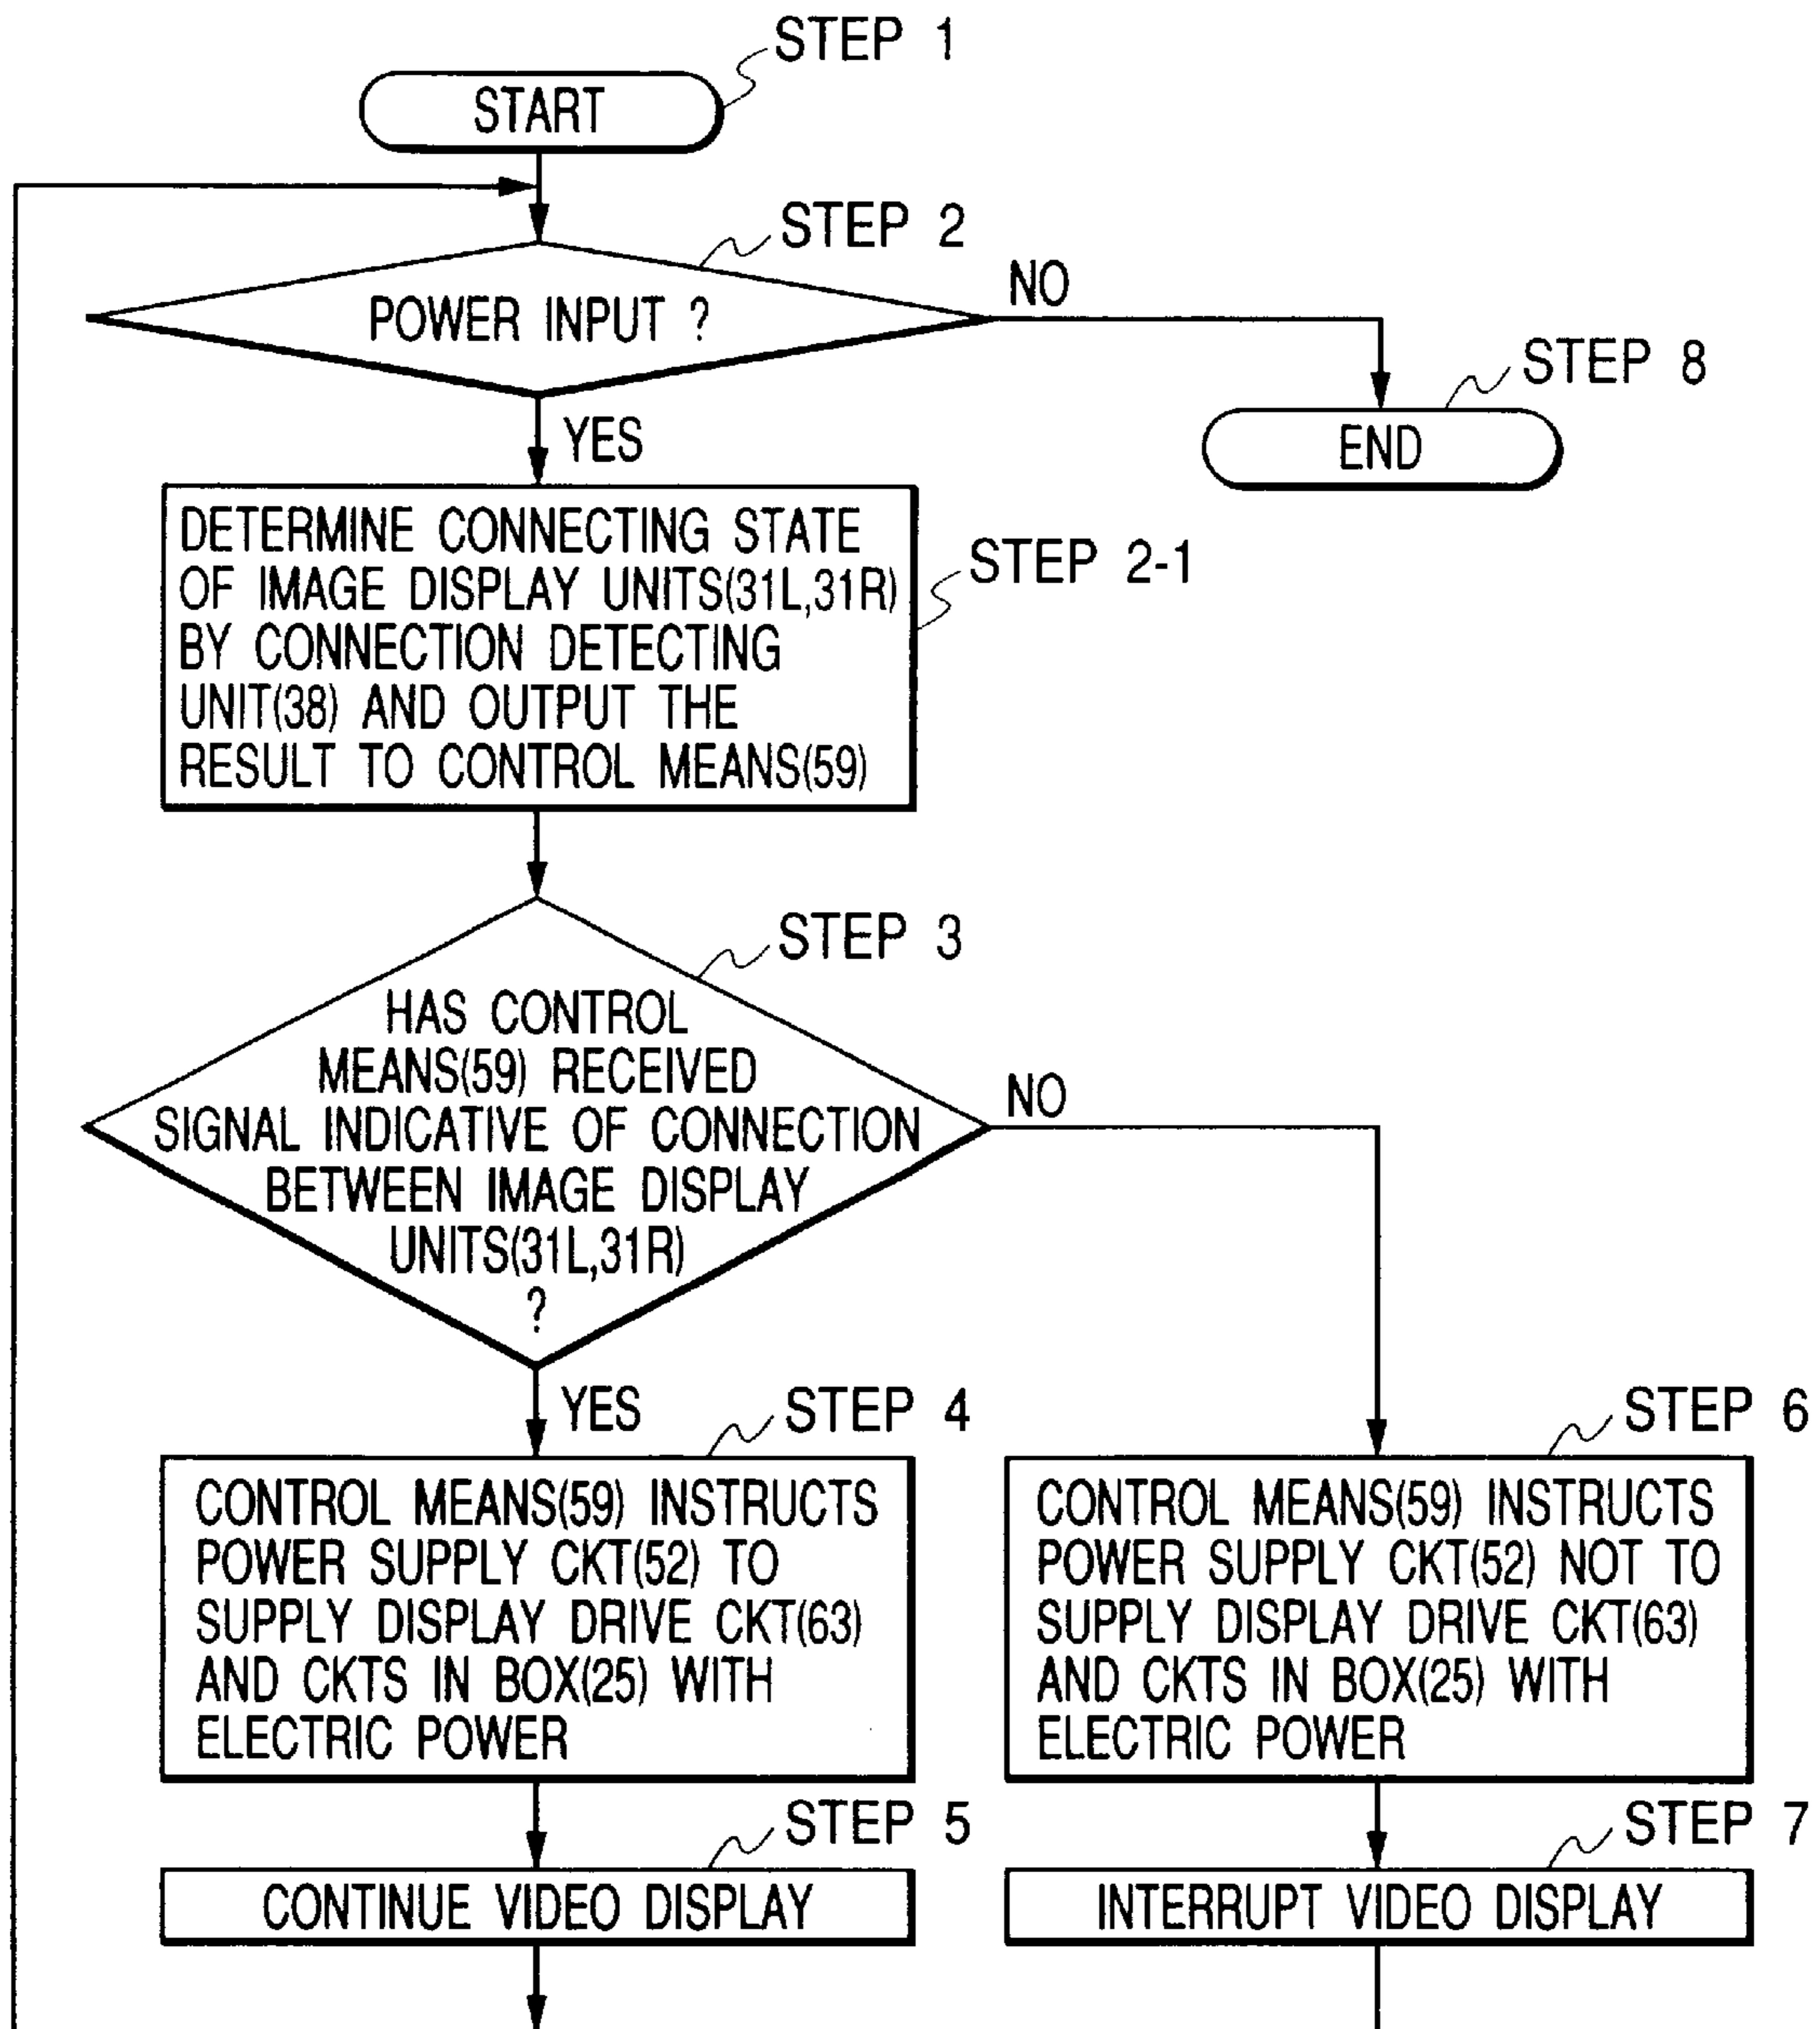 STEP 1
START
STEP 2
POWER INPUT ?
NO
STEP 8
END
YES
DETERMINE CONNECTING STATE
OF IMAGE DISPLAY UNITS(31L,31R)
BY CONNECTION DETECTING
UNIT(38) AND OUTPUT THE
RESULT TO CONTROL MEANS(59)
STEP 2-1
STEP 3
HAS CONTROL
MEANS(59) RECEIVED
SIGNAL INDICATIVE OF CONNECTION
BETWEEN IMAGE DISPLAY
UNITS(31L,31R)
?
NO
YES
STEP 4
CONTROL MEANS(59) INSTRUCTS
POWER SUPPLY CKT(52) TO
SUPPLY DISPLAY DRIVE CKT(63)
AND CKTS IN BOX(25) WITH
ELECTRIC POWER
STEP 6
CONTROL MEANS(59) INSTRUCTS
POWER SUPPLY CKT(52) NOT TO
SUPPLY DISPLAY DRIVE CKT(63)
AND CKTS IN BOX(25) WITH
ELECTRIC POWER
STEP 5
CONTINUE VIDEO DISPLAY
STEP 7
INTERRUPT VIDEO DISPLAY